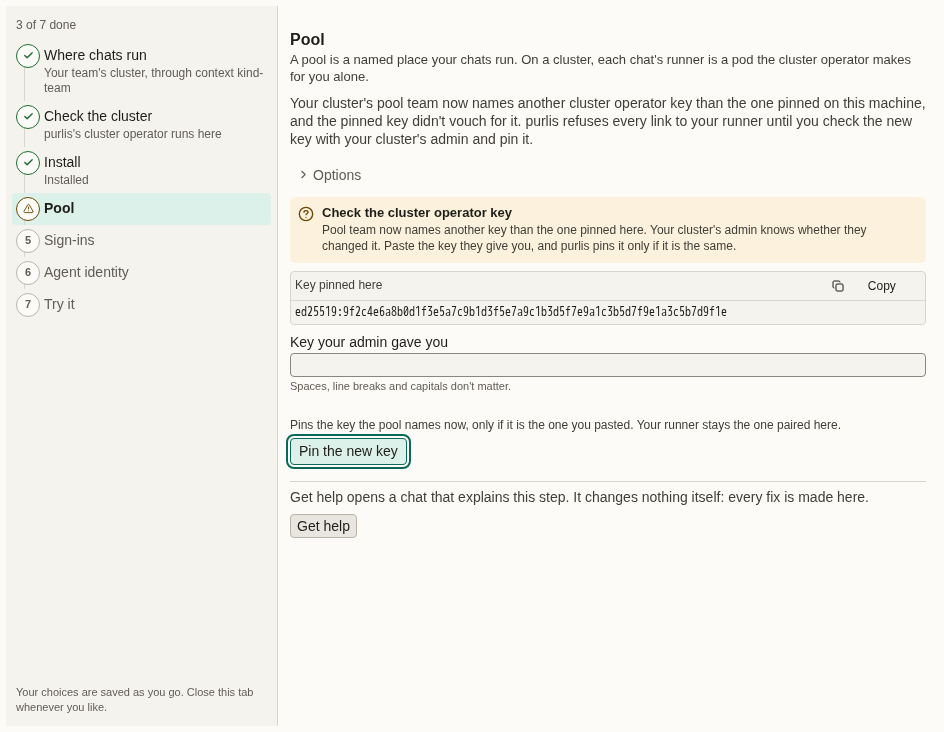 3 of 7 done
Where chats run
Your team's cluster, through context kind-
team
Check the cluster
purlis's cluster operator runs here
Install
Installed
Pool
5 Sign-ins
6 Agent identity
7 Try it
Your choices are saved as you go. Close this tab
whenever you like.
Pool
A pool is a named place your chats run. On a cluster, each chat's runner is a pod the cluster operator makes
for you alone.
Your cluster's pool team now names another cluster operator key than the one pinned on this machine,
and the pinned key didn't vouch for it. purlis refuses every link to your runner until you check the new
key with your cluster's admin and pin it.
Options
Check the cluster operator key
Pool team now names another key than the one pinned here. Your cluster's admin knows whether they
changed it. Paste the key they give you, and purlis pins it only if it is the same.
Key pinned here Copy
ed25519:9f2c4e6a8b0d1f3e5a7c9b1d3f5e7a9c1b3d5f7e9a1c3b5d7f9e1a3c5b7d9f1e
Key your admin gave you
Spaces, line breaks and capitals don't matter.
Pins the key the pool names now, only if it is the one you pasted. Your runner stays the one paired here.
Pin the new key
Get help opens a chat that explains this step. It changes nothing itself: every fix is made here.
Get help